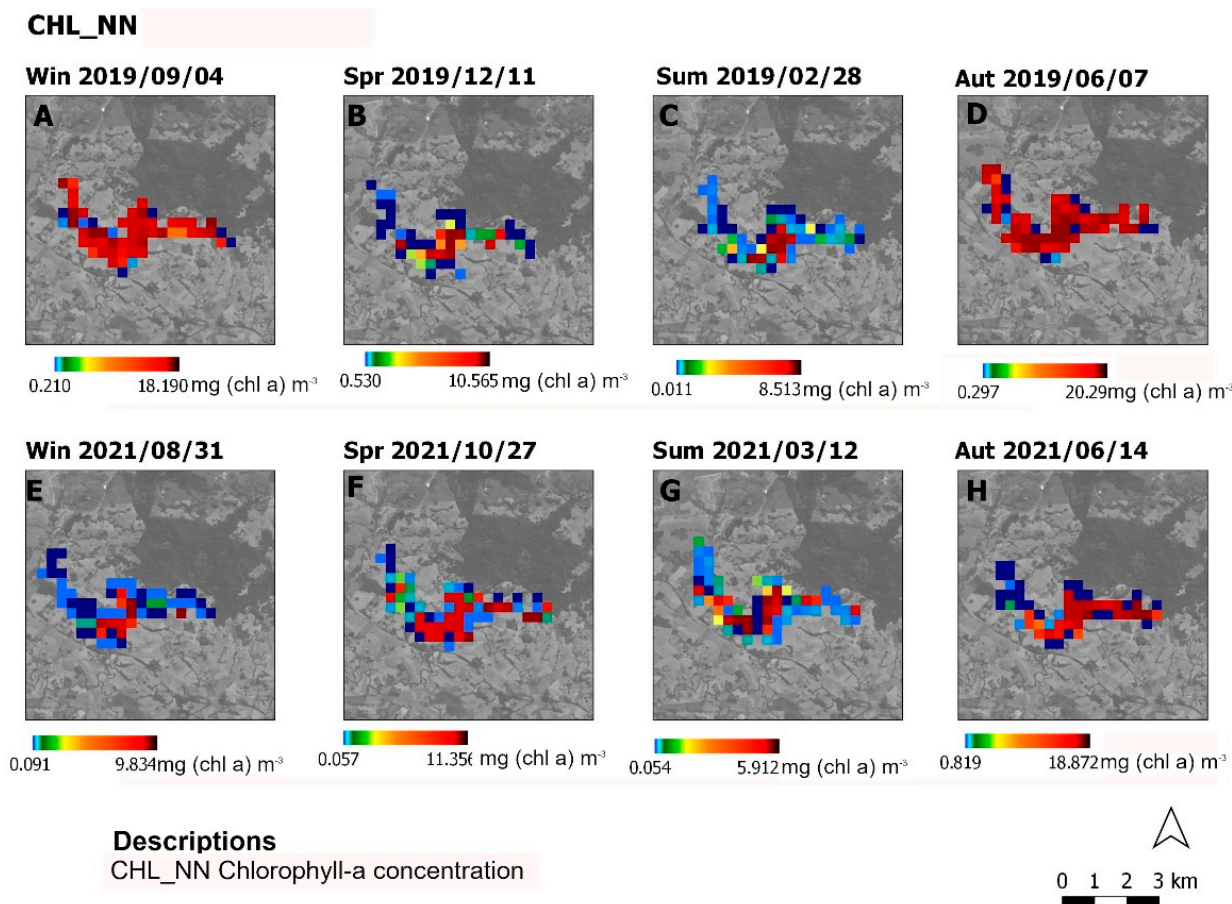 CHL_NN
Win 2019/09/04
Spr 2019/12/11
Sum 2019/02/28
Aut 2019/06/07
A
B
C
D
0.210
18.190 mg (chl a) m⁻³
0.530
10.565 mg (chl a) m⁻³
0.011
8.513 mg (chl a) m⁻³
0.297
20.29 mg (chl a) m⁻³
Win 2021/08/31
Spr 2021/10/27
Sum 2021/03/12
Aut 2021/06/14
E
F
G
H
0.091
9.834 mg (chl a) m⁻³
0.057
11.356 mg (chl a) m⁻³
0.054
5.912 mg (chl a) m⁻³
0.819
18.872 mg (chl a) m⁻³
Descriptions
CHL_NN Chlorophyll-a concentration
0 1 2 3 km